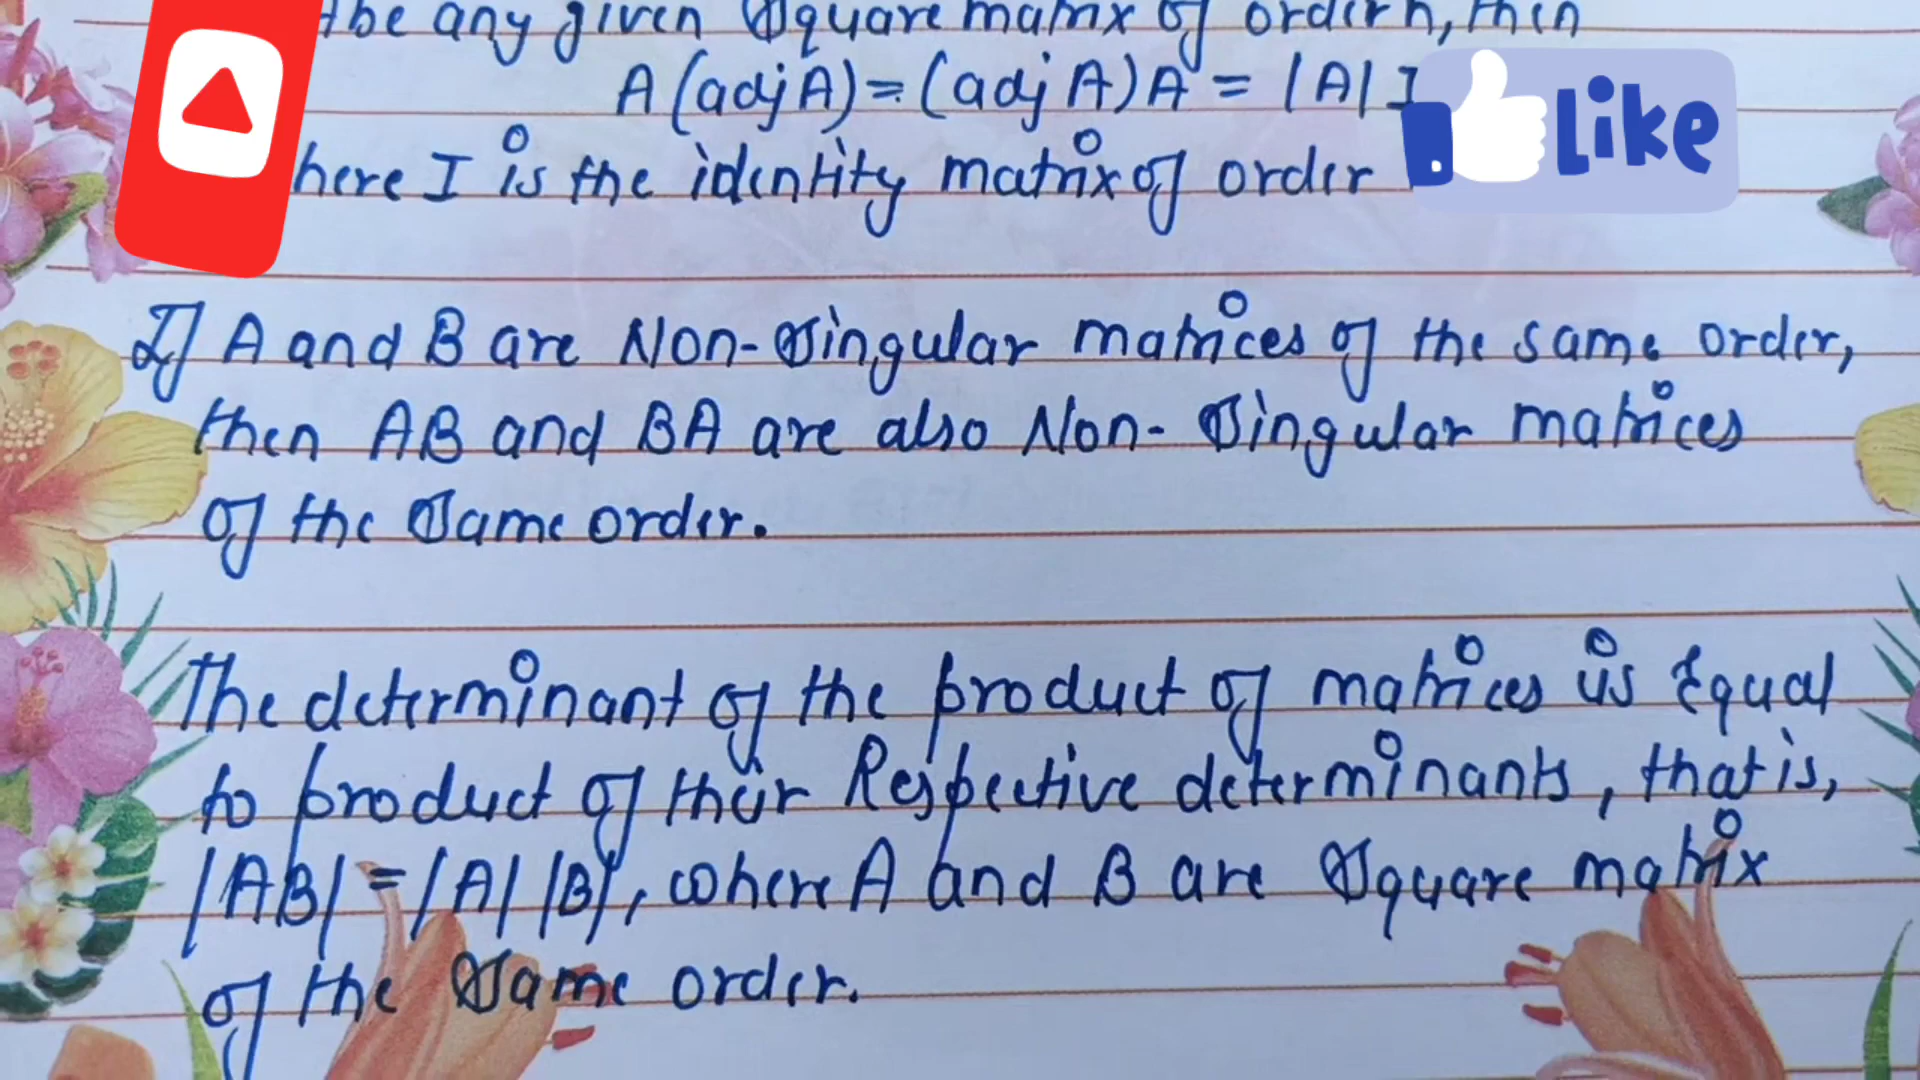 be any given Square matrix of order n, then
A (adj A) = (adj A) A = |A| I
here I is the identity matrix of order
Like
If A and B are Non-Singular matrices of the same order,
then AB and BA are also Non-Singular matrices
of the Same order.
The determinant of the product of matrices is Equal
to product of their Respective determinants, that is,
|AB| = |A| |B|, where A and B are Square matrix
of the Same order.